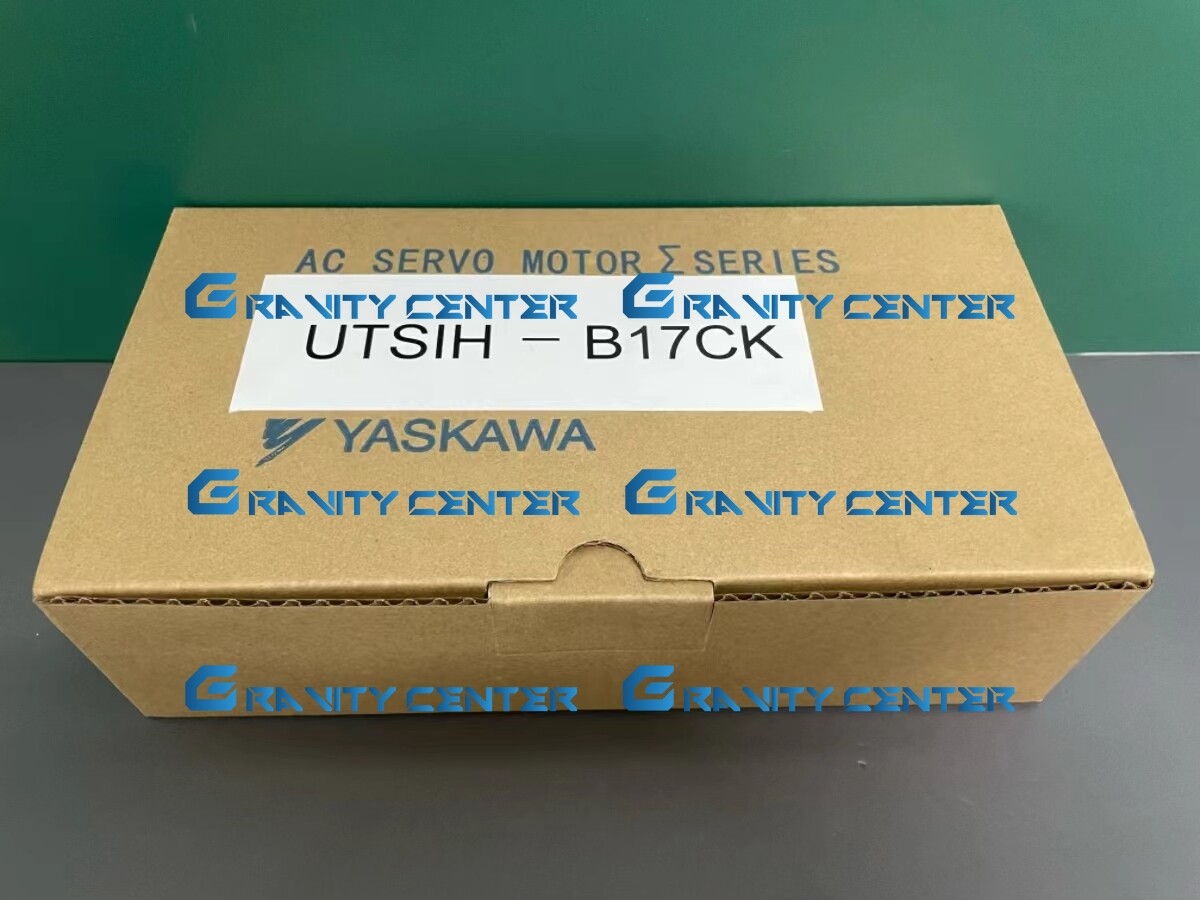 AC SERVO MOTOR Σ SERIES
GRAVITY CENTER GRAVITY CENTER
UTSIH - B17CK
YASKAWA
GRAVITY CENTER GRAVITY CENTER
GRAVITY CENTER GRAVITY CENTER